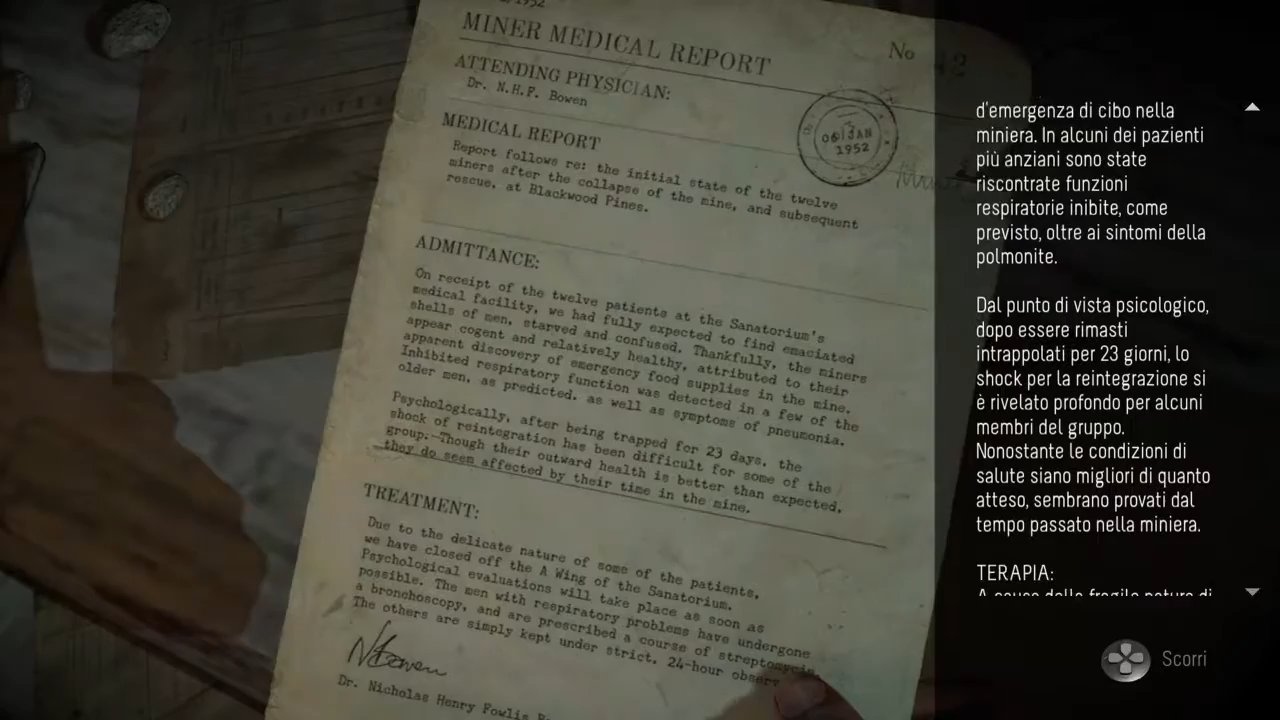 1952
MINER MEDICAL REPORT
No 42
ATTENDING PHYSICIAN:
Dr. N.H.F. Bowen
MEDICAL REPORT
06 JAN
1952
Report follows re: the initial state of the twelve
miners after the collapse of the mine, and subsequent
rescue, at Blackwood Pines.
ADMITTANCE:
On receipt of the twelve patients at the Sanatorium's
medical facility, we had fully expected to find emaciated
shells of men, starved and confused. Thankfully, the miners
appear cogent and relatively healthy, attributed to their
apparent discovery of emergency food supplies in the mine.
Inhibited respiratory function was detected in a few of the
older men, as predicted, as well as symptoms of pneumonia.
Psychologically, after being trapped for 23 days, the
shock of reintegration has been difficult for some of the
group. Though their outward health is better than expected,
they do seem affected by their time in the mine.
TREATMENT:
Due to the delicate nature of some of the patients,
we have closed off the A Wing of the Sanatorium.
Psychological evaluations will take place as soon as
possible. The men with respiratory problems have undergone
a bronchoscopy, and are prescribed a course of streptomycin.
The others are simply kept under strict, 24-hour observ
NBowen
Dr. Nicholas Henry Fowlis
d'emergenza di cibo nella
miniera. In alcuni dei pazienti
più anziani sono state
riscontrate funzioni
respiratorie inibite, come
previsto, oltre ai sintomi della
polmonite.
Dal punto di vista psicologico,
dopo essere rimasti
intrappolati per 23 giorni, lo
shock per la reintegrazione si
è rivelato profondo per alcuni
membri del gruppo.
Nonostante le condizioni di
salute siano migliori di quanto
atteso, sembrano provati dal
tempo passato nella miniera.
TERAPIA:
A causa della fragile natura di
Scorri